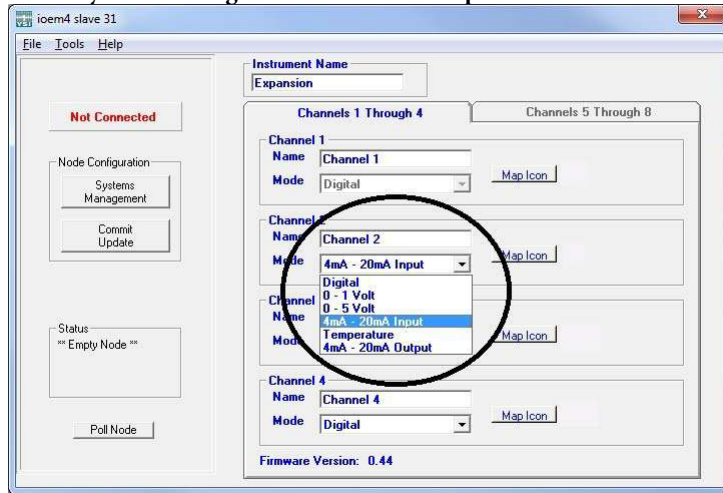 ioem4 slave 31
File Tools Help
Not Connected
Node Configuration
Systems
Management
Commit
Update
Status
** Empty Node **
Poll Node
Instrument Name
Expansion
Channels 1 Through 4
Channels 5 Through 8
Channel 1
Name Channel 1
Mode Digital
Map Icon
Channel 2
Name Channel 2
Mode 4mA - 20mA Input
Map Icon
Digital
0 - 1 Volt
0 - 5 Volt
4mA - 20mA Input
Temperature
4mA - 20mA Output
Channel
Name
Mode
Map Icon
Channel 4
Name Channel 4
Mode Digital
Map Icon
Firmware Version: 0.44